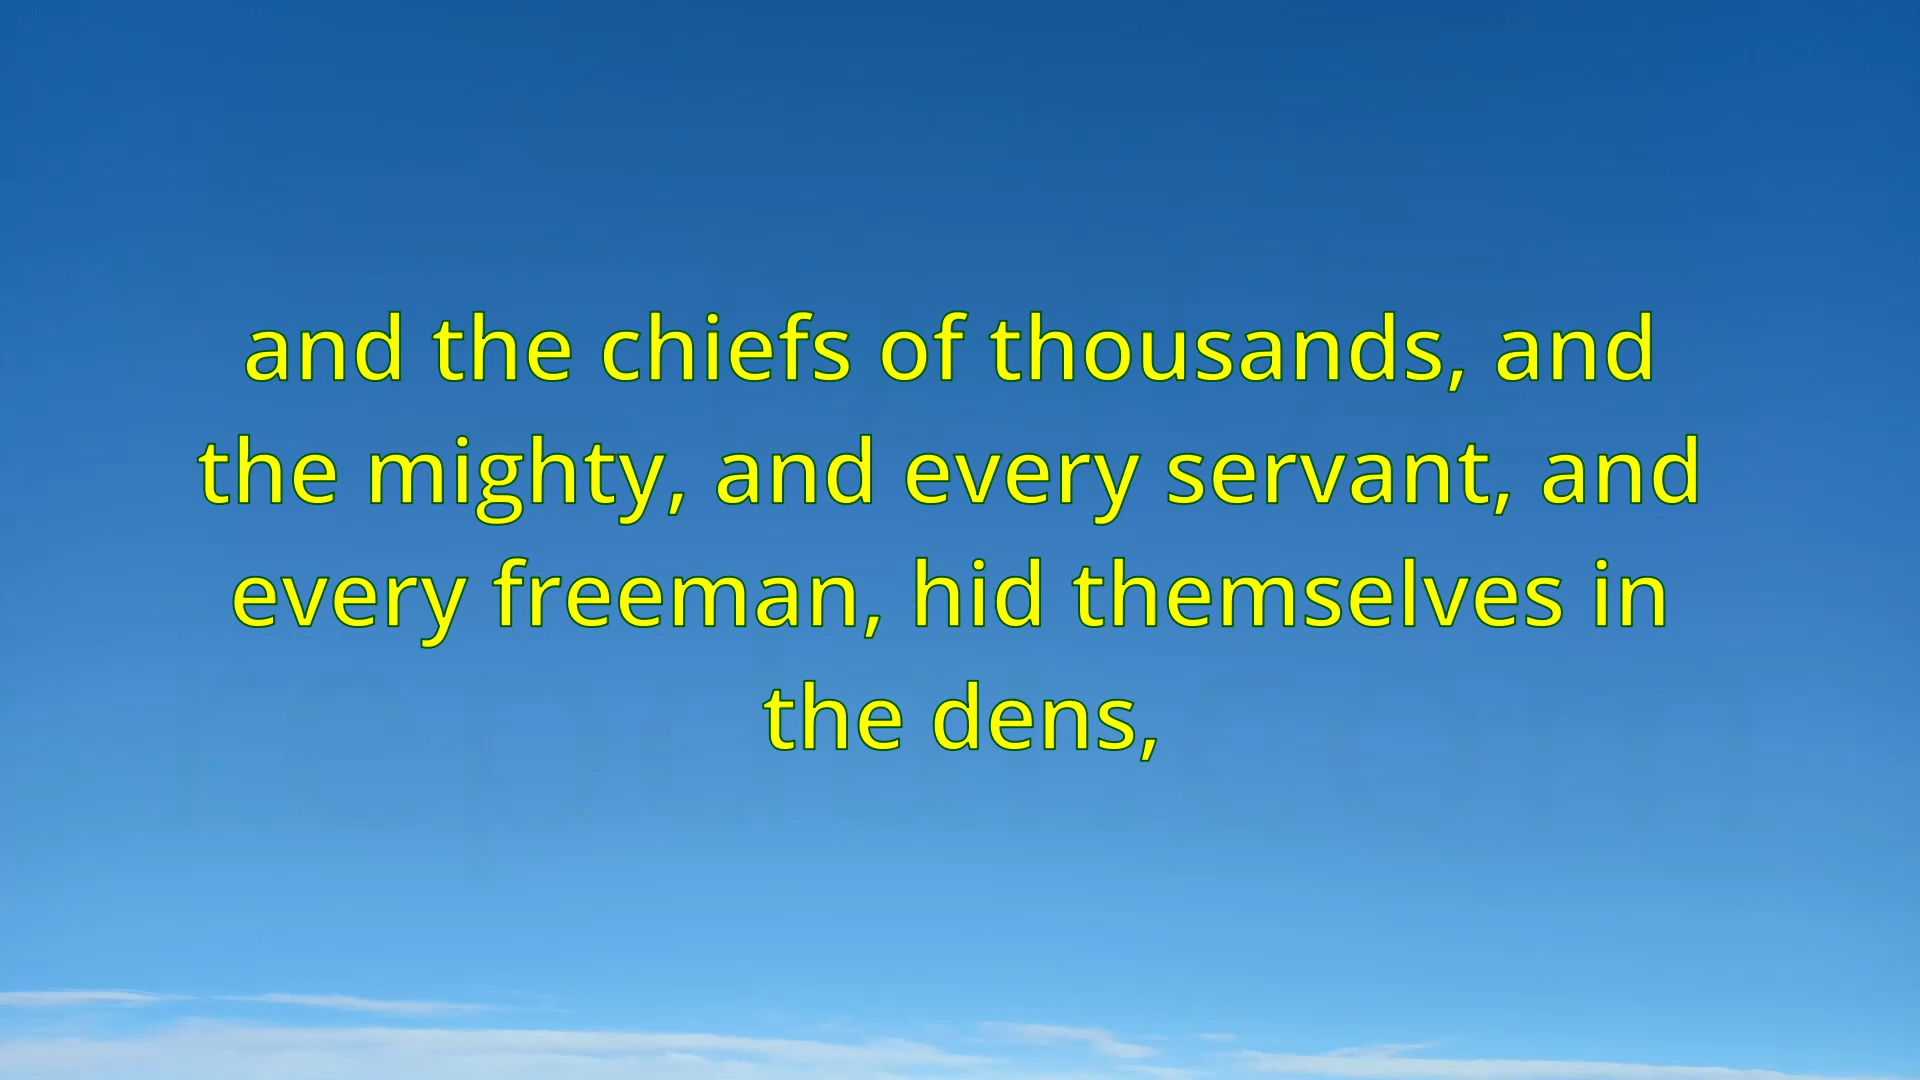 and the chiefs of thousands, and
the mighty, and every servant, and
every freeman, hid themselves in
the dens,